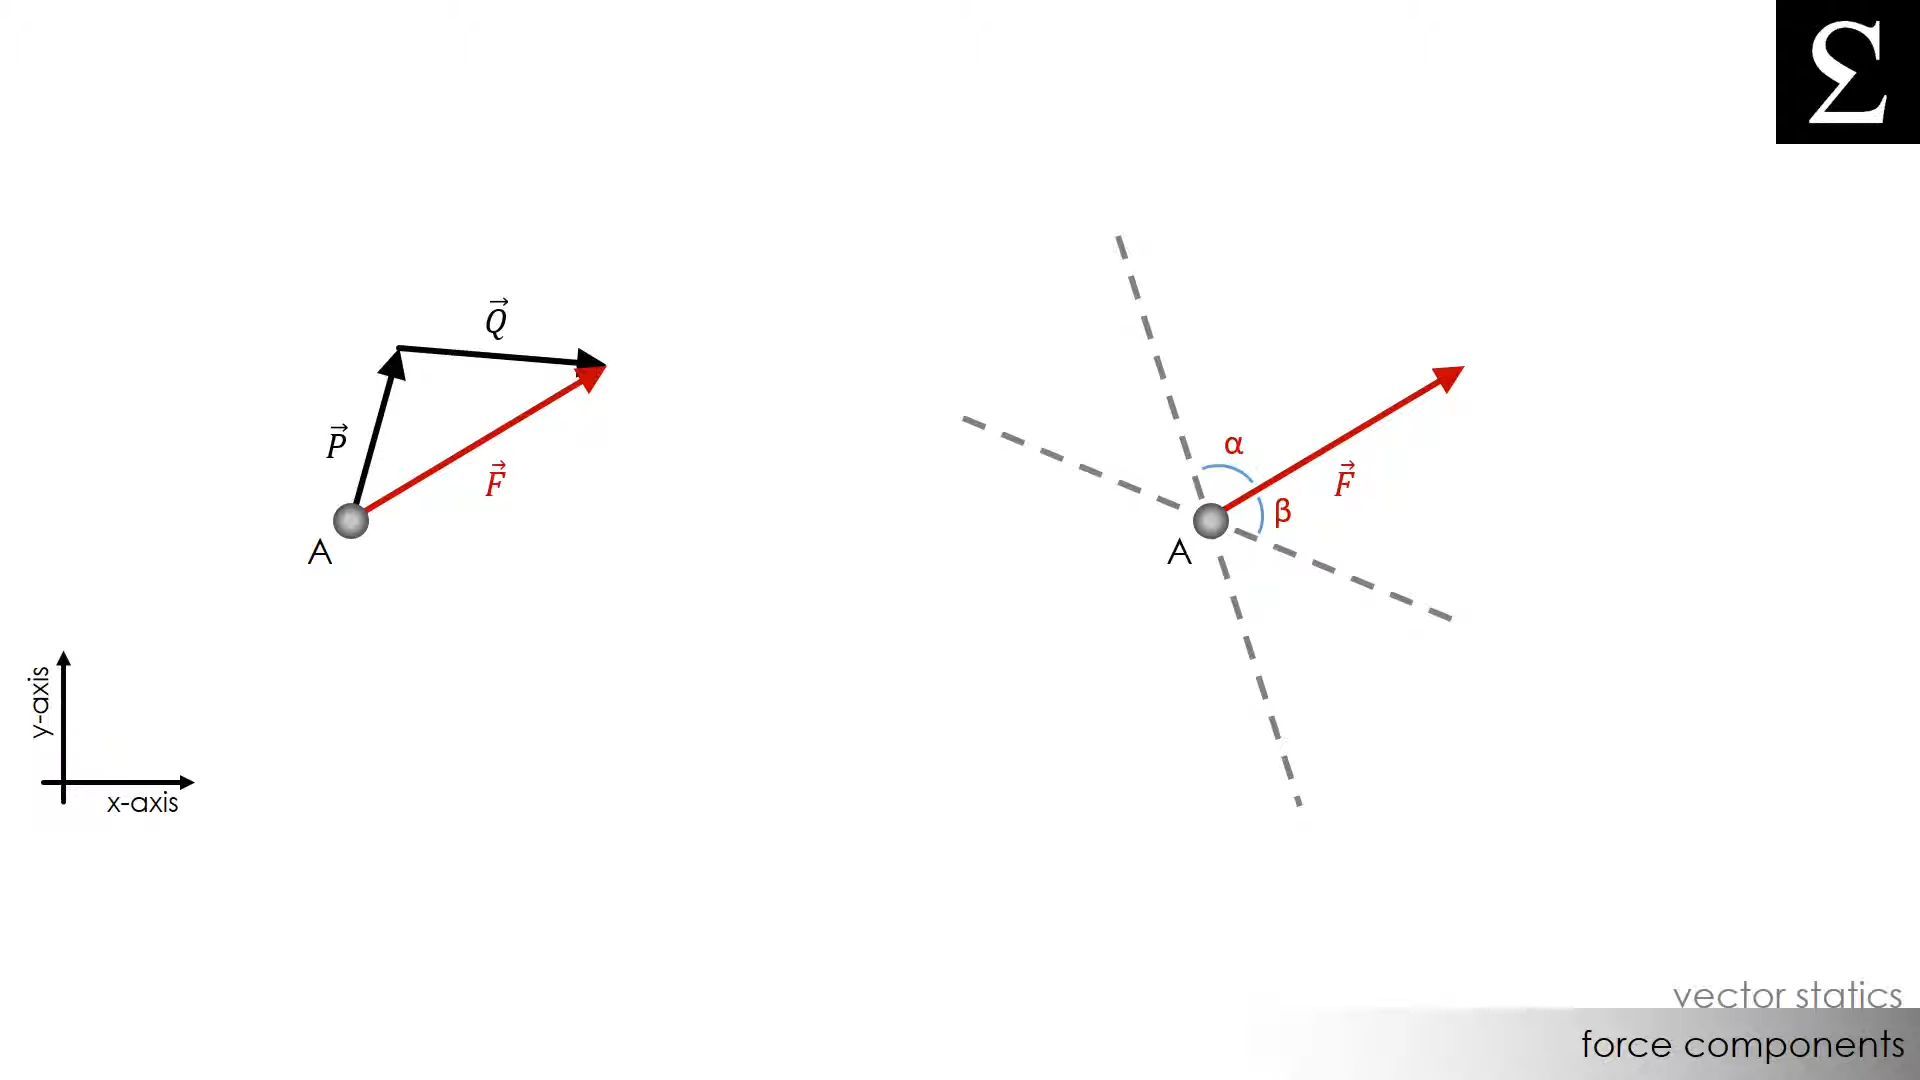 Σ
Q⃗
P⃗
F⃗
A
α
F⃗
β
A
y-axis
x-axis
vector statics
force components